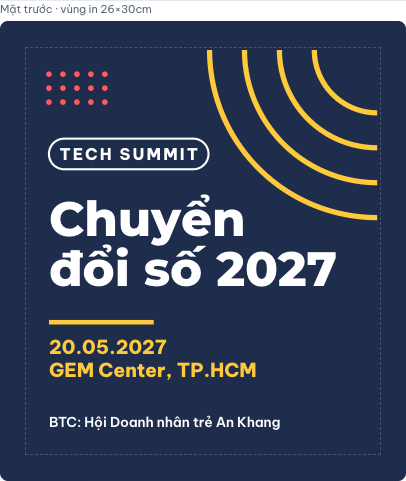 Mặt trước · vùng in 26×30cm
TECH SUMMIT
Chuyển
đổi số 2027
20.05.2027
GEM Center, TP.HCM
BTC: Hội Doanh nhân trẻ An Khang